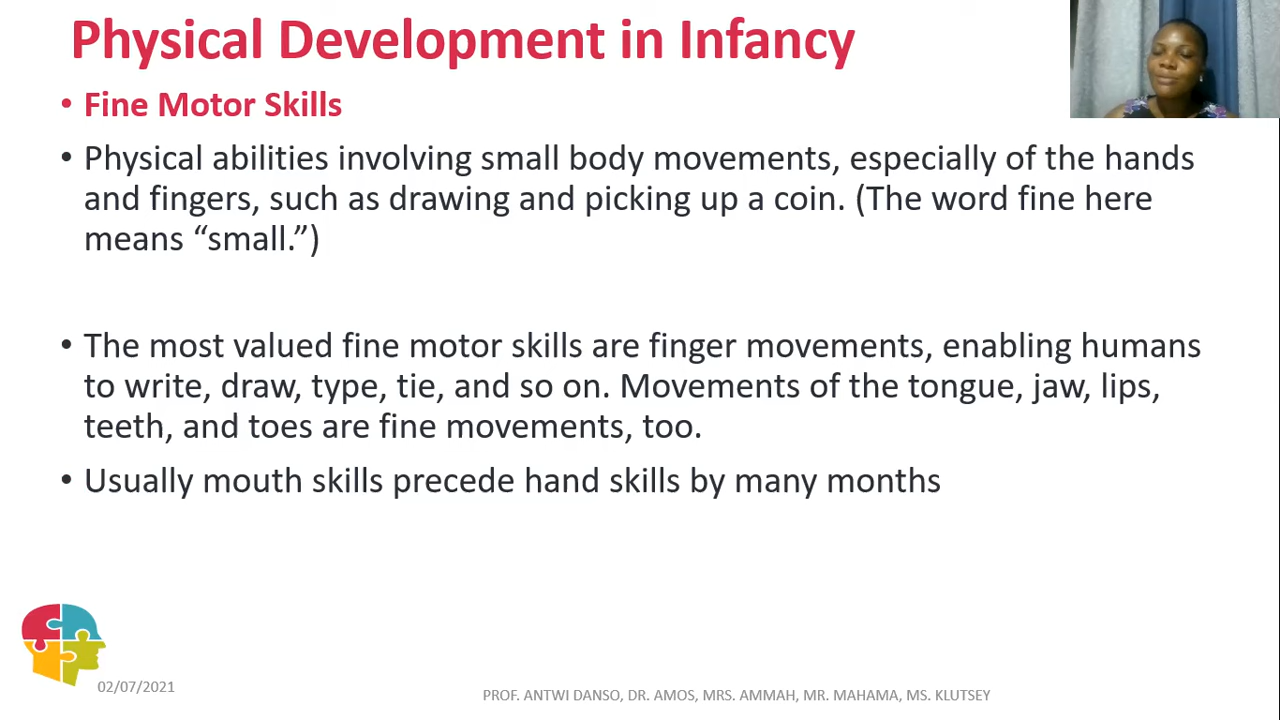 Physical Development in Infancy
• Fine Motor Skills
• Physical abilities involving small body movements, especially of the hands
and fingers, such as drawing and picking up a coin. (The word fine here
means “small.”)
• The most valued fine motor skills are finger movements, enabling humans
to write, draw, type, tie, and so on. Movements of the tongue, jaw, lips,
teeth, and toes are fine movements, too.
• Usually mouth skills precede hand skills by many months
02/07/2021
PROF. ANTWI DANSO, DR. AMOS, MRS. AMMAH, MR. MAHAMA, MS. KLUTSEY